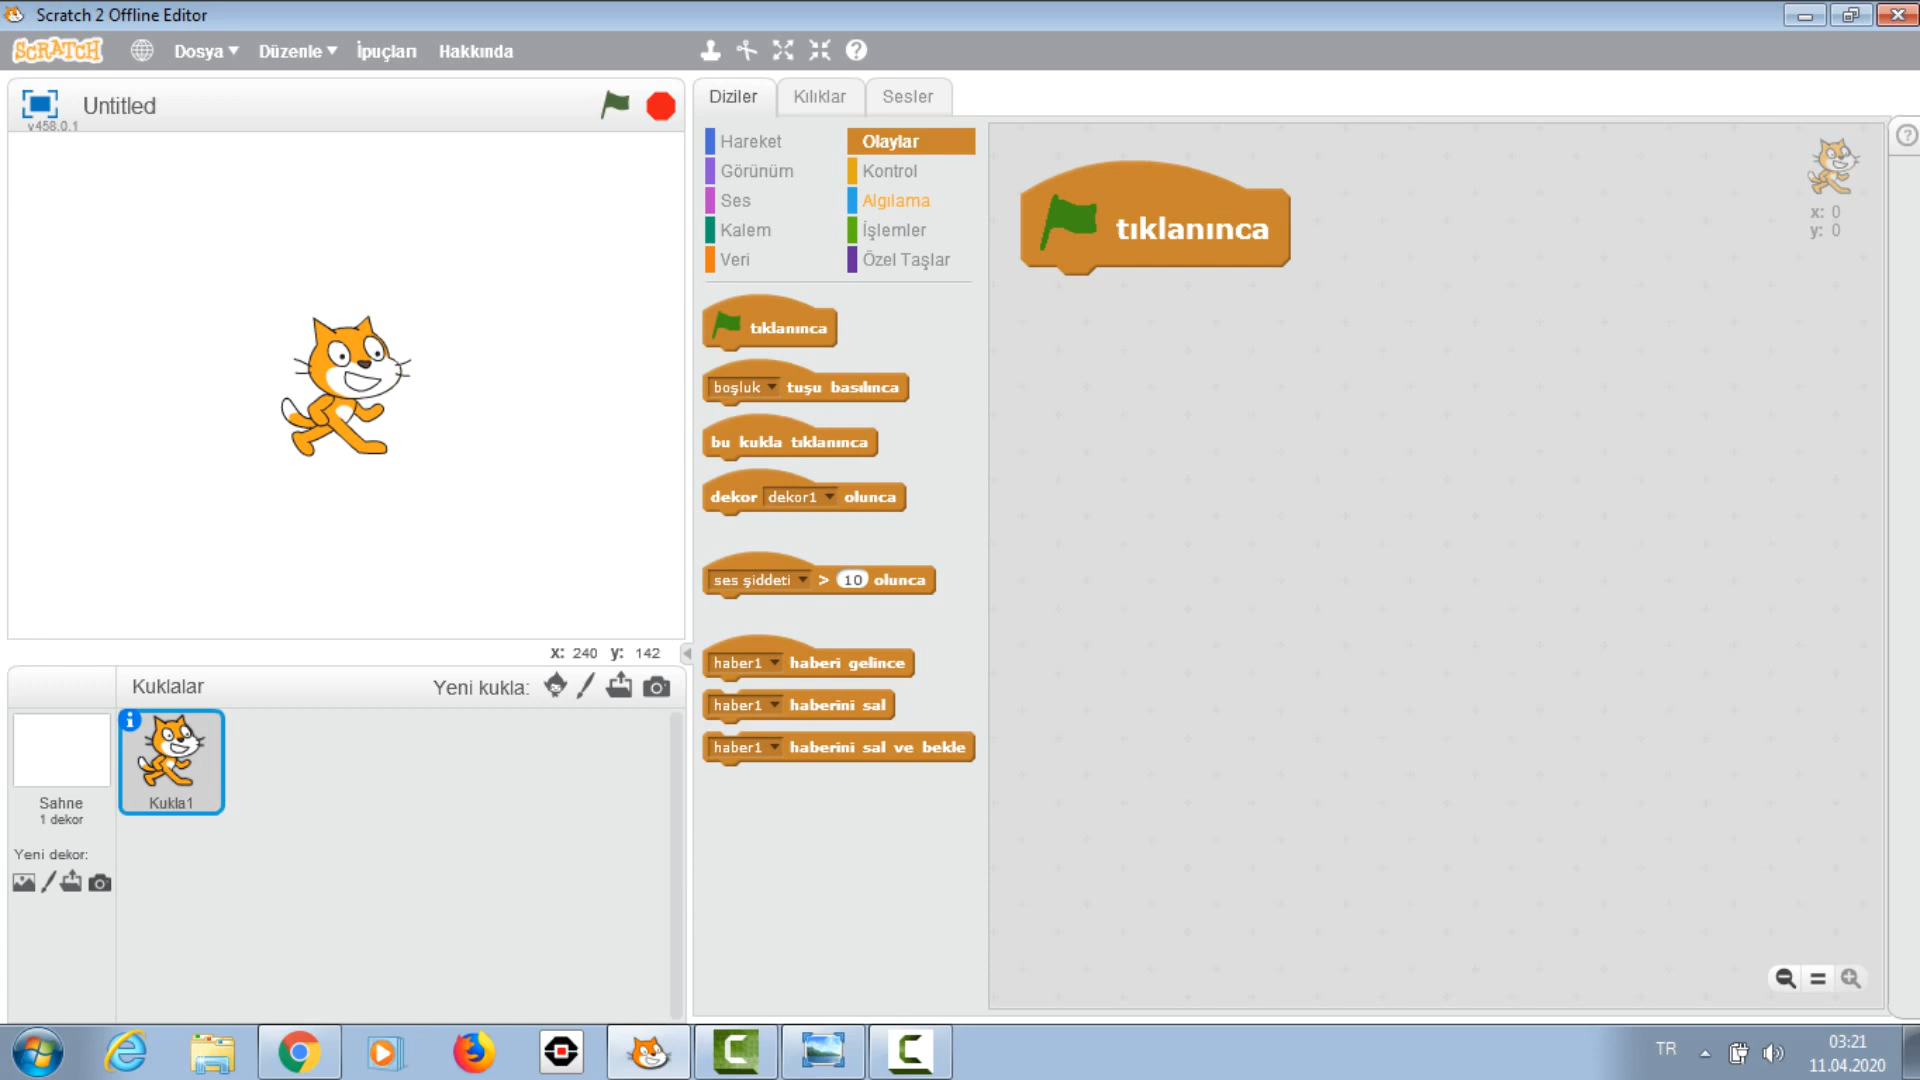 Scratch 2 Offline Editor
SCRATCH
Dosya
Düzenle
İpuçları
Hakkında
Untitled
v458.0.1
Diziler
Kılıklar
Sesler
Hareket
Olaylar
Görünüm
Kontrol
Ses
Algılama
Kalem
İşlemler
Veri
Özel Taşlar
tıklanınca
boşluk tuşu basılınca
bu kukla tıklanınca
dekor dekor1 olunca
ses şiddeti > 10 olunca
haber1 haberi gelince
haber1 haberini sal
haber1 haberini sal ve bekle
tıklanınca
x: 0
y: 0
x: 240 y: 142
Kuklalar
Yeni kukla:
Kukla1
Sahne
1 dekor
Yeni dekor:
TR
03:21
11.04.2020